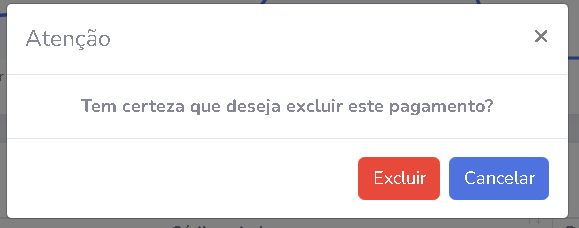 Atenção
×
Tem certeza que deseja excluir este pagamento?
Excluir
Cancelar